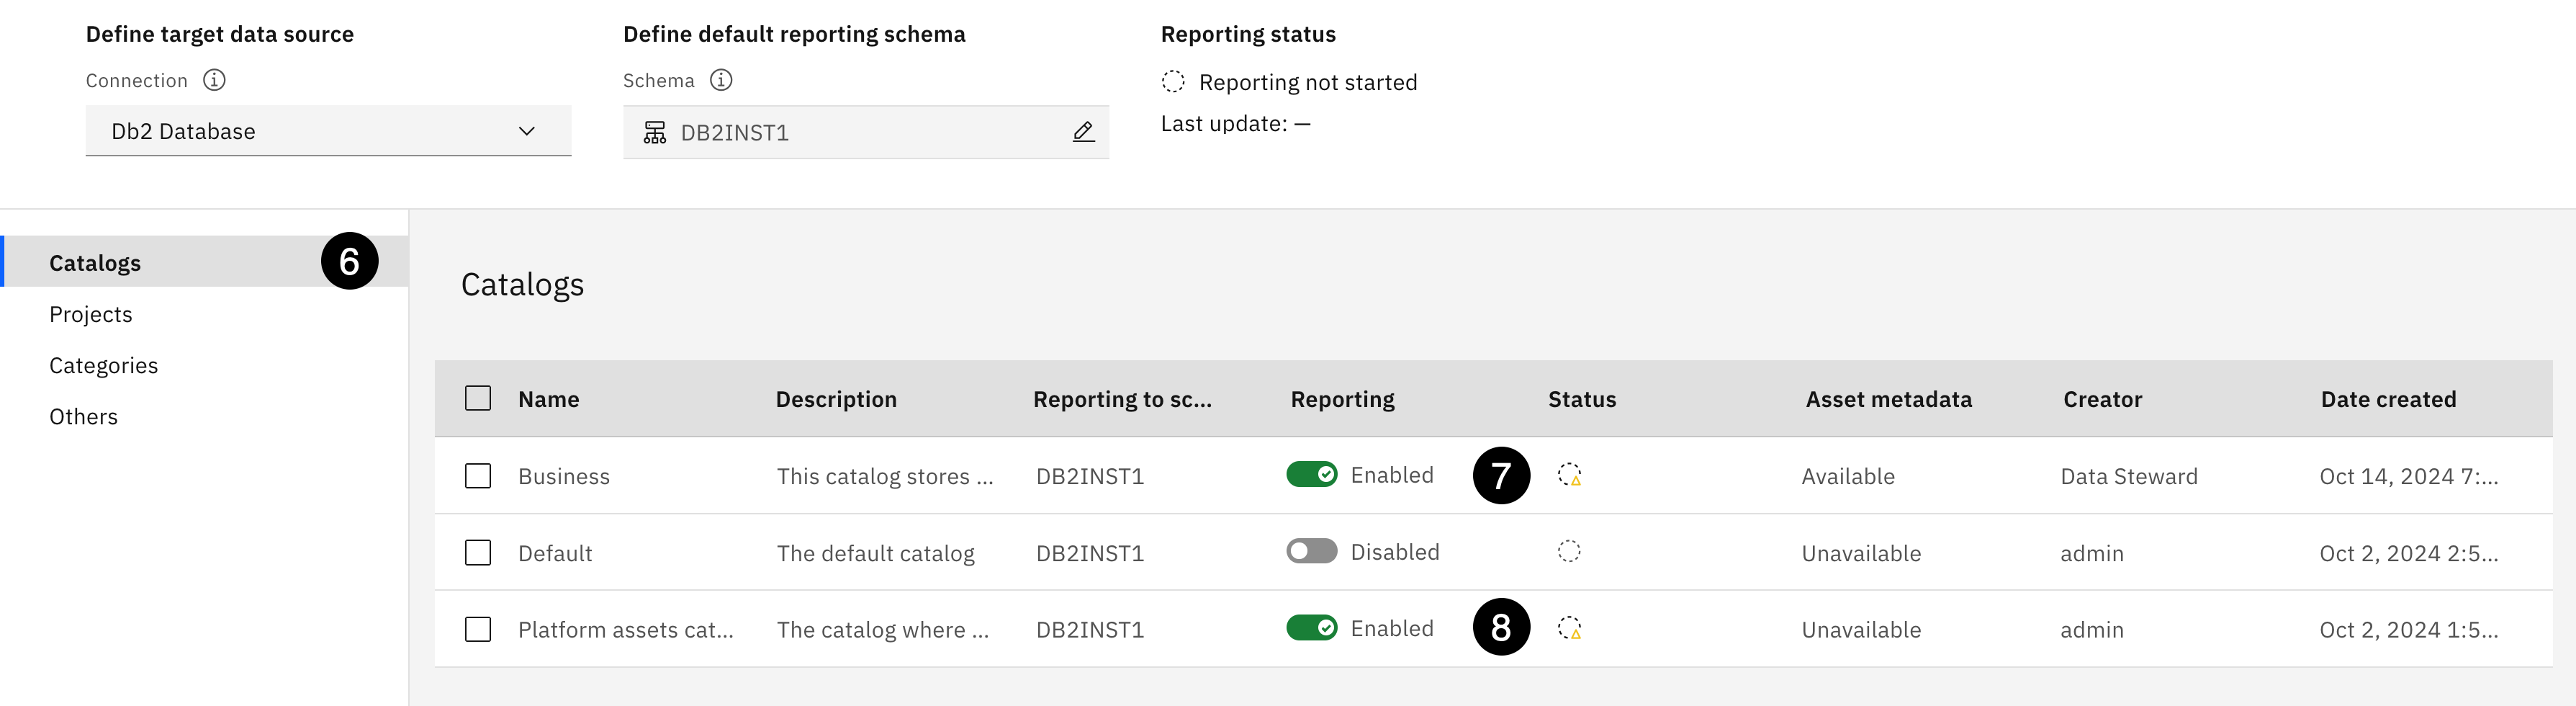 Define target data source
Connection
Db2 Database
Define default reporting schema
Schema
DB2INST1
Reporting status
Reporting not started
Last update: —
Catalogs 6
Projects
Categories
Others
Catalogs
Name Description Reporting to sc... Reporting Status Asset metadata Creator Date created
Business This catalog stores ... DB2INST1 Enabled 7 Available Data Steward Oct 14, 2024 7:...
Default The default catalog DB2INST1 Disabled Unavailable admin Oct 2, 2024 2:5...
Platform assets cat... The catalog where ... DB2INST1 Enabled 8 Unavailable admin Oct 2, 2024 1:5...